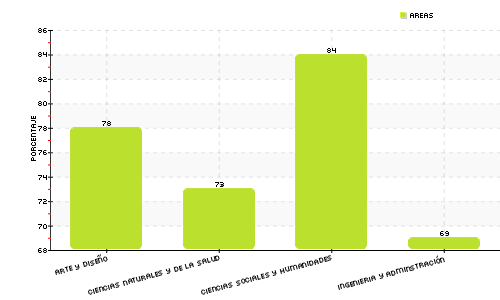 AREAS
PORCENTAJE
86
84
82
80
78
76
74
72
70
68
78
73
84
69
ARTE Y DISEÑO
CIENCIAS NATURALES Y DE LA SALUD
CIENCIAS SOCIALES Y HUMANIDADES
INGENIERIA Y ADMINSTRACIÓN